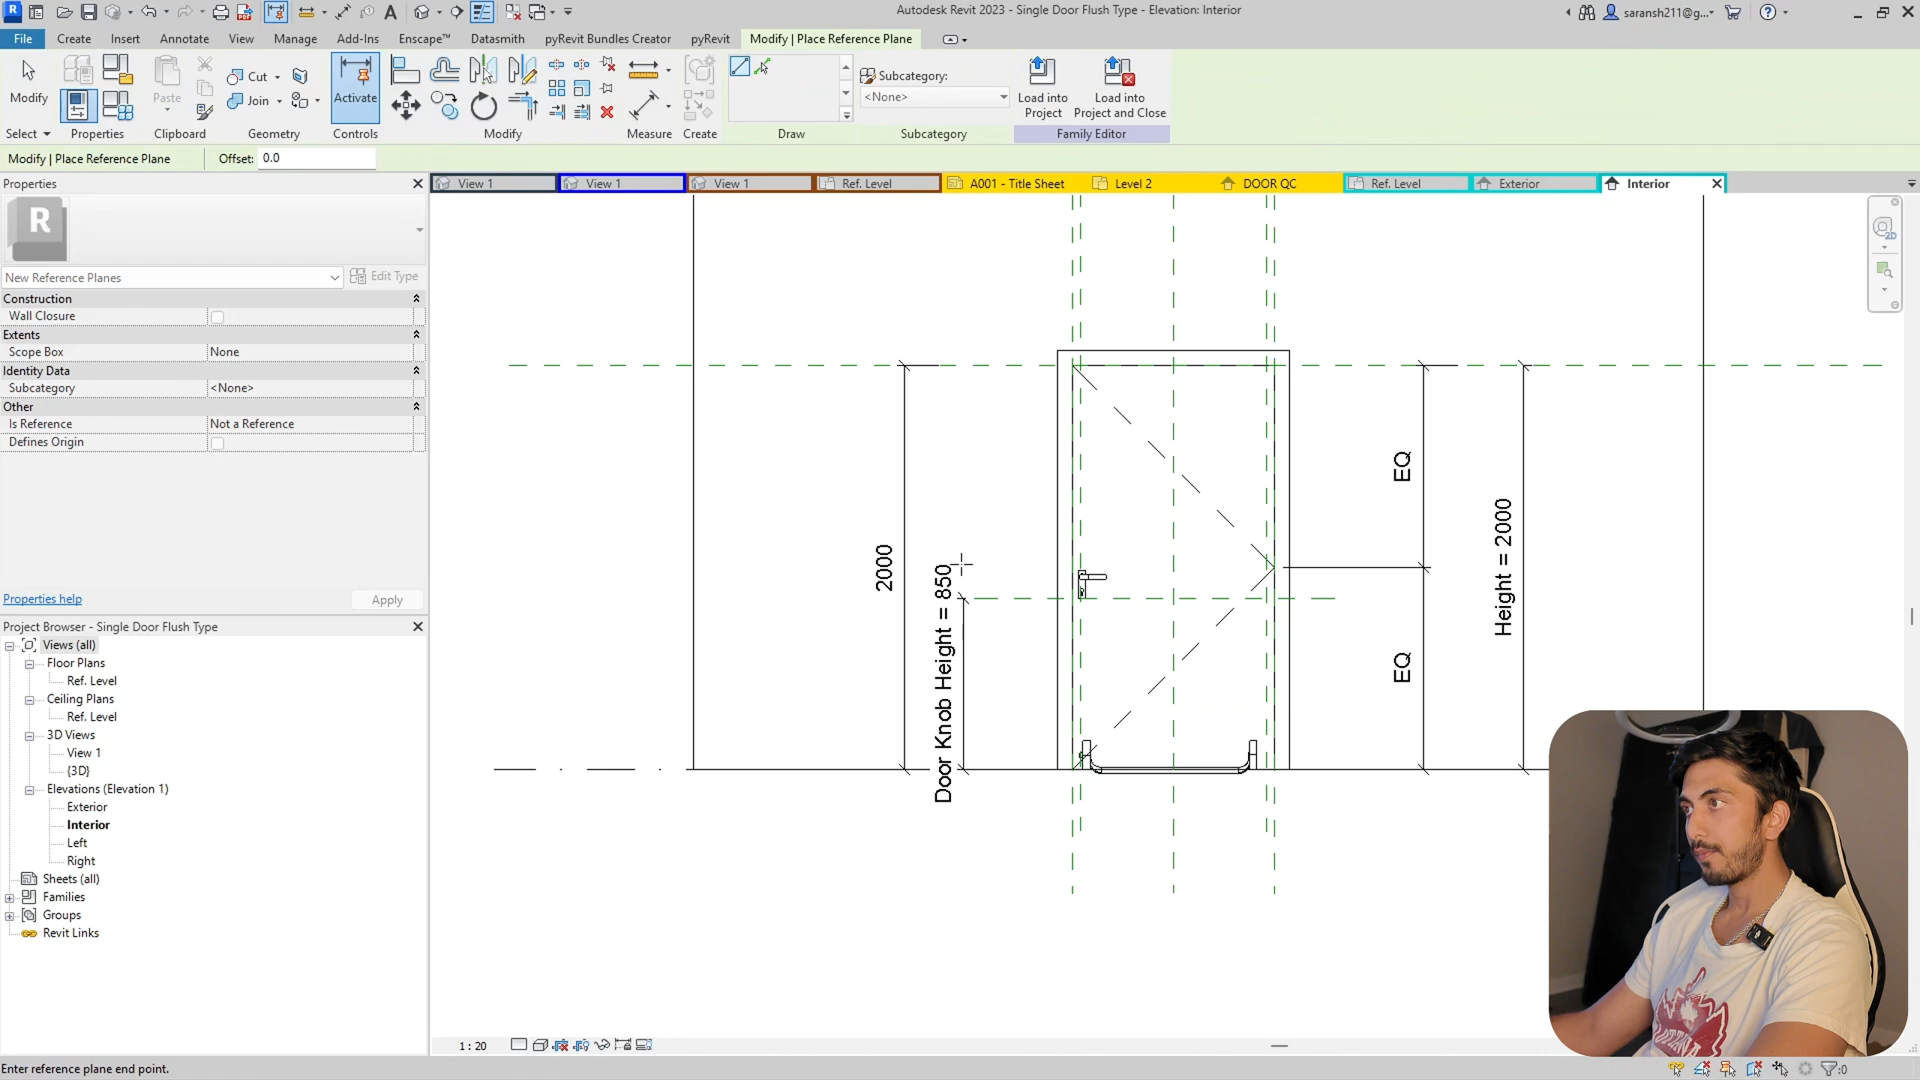 Autodesk Revit 2023 - Single Door Flush Type - Elevation: Interior
saransh211@g...
File Create Insert Annotate View Manage Add-Ins Enscape™ Datasmith pyRevit Bundles Creator pyRevit Modify | Place Reference Plane
Modify
Paste
Cut
Join
Activate
Subcategory:
<None>
Load into Project
Load into Project and Close
Select Properties Clipboard Geometry Controls Modify Measure Create Draw Subcategory Family Editor
Modify | Place Reference Plane Offset: 0.0
Properties
View 1 View 1 View 1 Ref. Level A001 - Title Sheet Level 2 DOOR QC Ref. Level Exterior Interior
R
R
2D
New Reference Planes Edit Type
Construction
Wall Closure
Extents
Scope Box None
Identity Data
Subcategory <None>
Other
Is Reference Not a Reference
Defines Origin
Properties help Apply
Project Browser - Single Door Flush Type
Views (all)
Floor Plans
Ref. Level
Ceiling Plans
Ref. Level
3D Views
View 1
{3D}
Elevations (Elevation 1)
Exterior
Interior
Left
Right
Sheets (all)
Families
Groups
Revit Links
2000
Door Knob Height = 850
EQ
EQ
Height = 2000
1 : 20
Enter reference plane end point.
:0